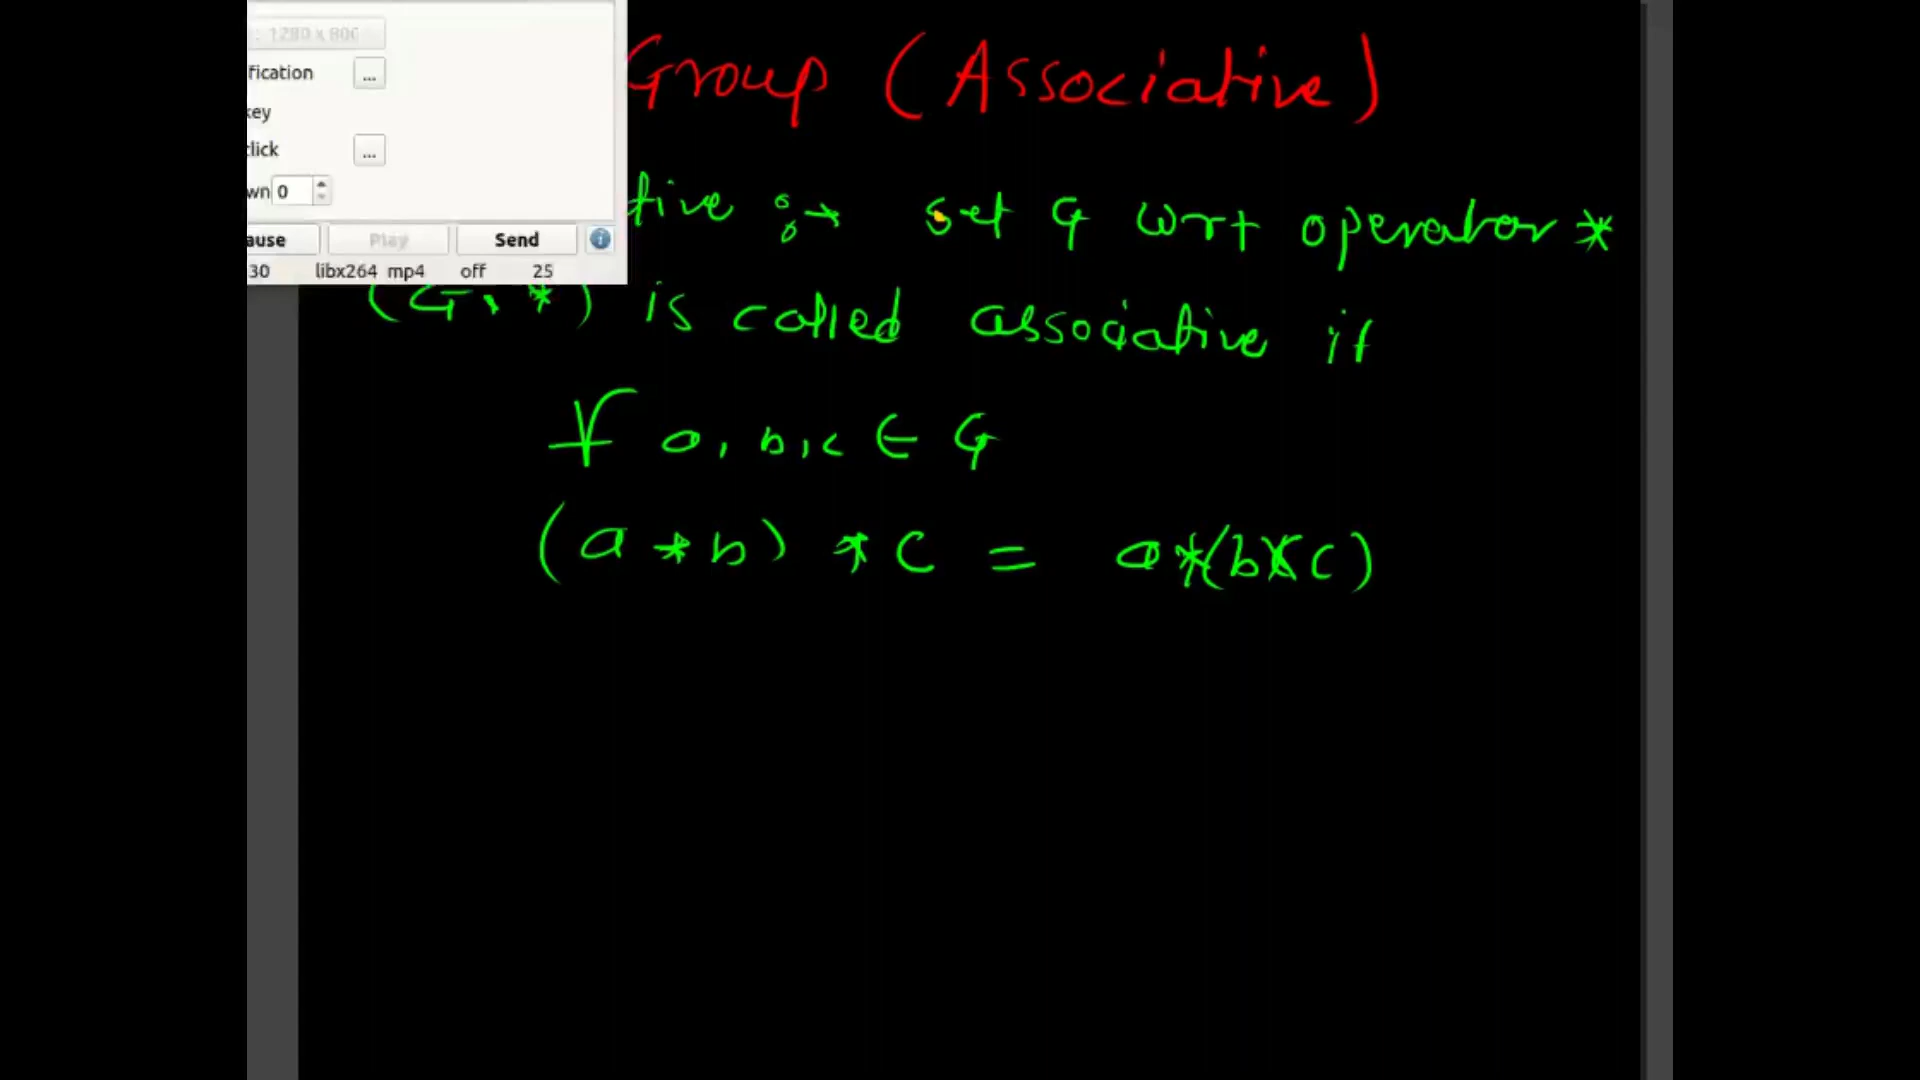 : 1280 x 800
fication ...
key
click ...
wn 0
ause Play Send
30 libx264 mp4 off 25
Group (Associative)
tive :→ set G wrt operator *
(G, *) is called associative if
∀ a, b, c ∈ G
(a * b) * c = a * (b * c)